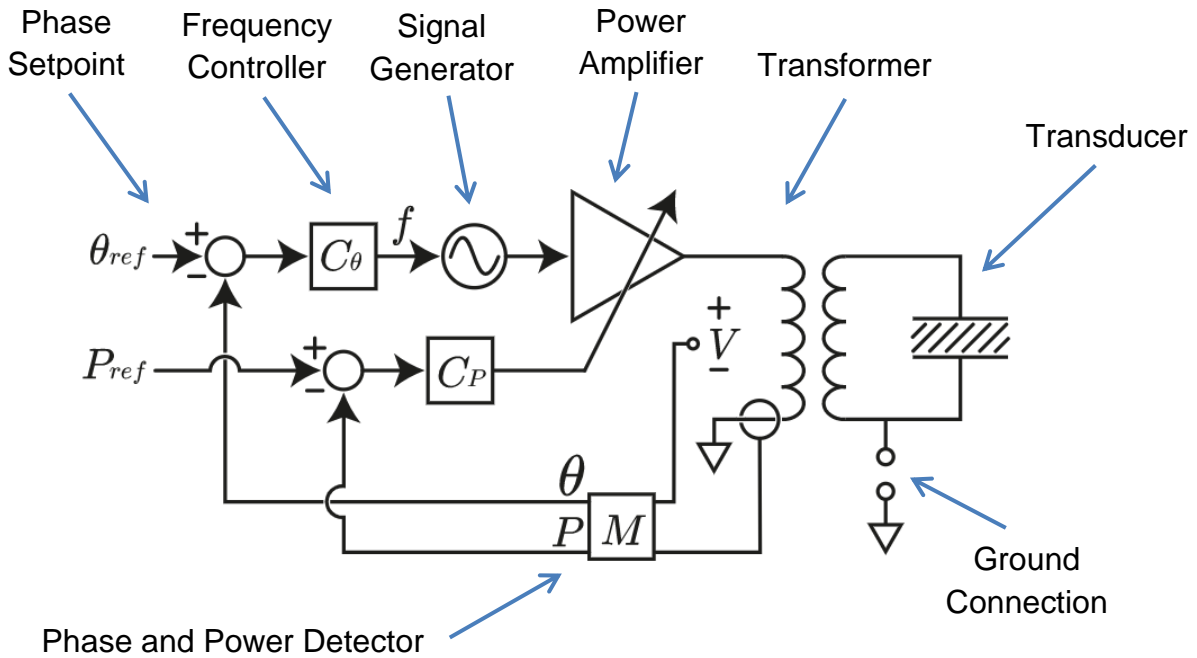 Phase
Setpoint
Frequency
Controller
Signal
Generator
Power
Amplifier
Transformer
Transducer
θref
+
−
Cθ
f
Pref
+
−
CP
+
V
−
θ
P
M
Ground
Connection
Phase and Power Detector